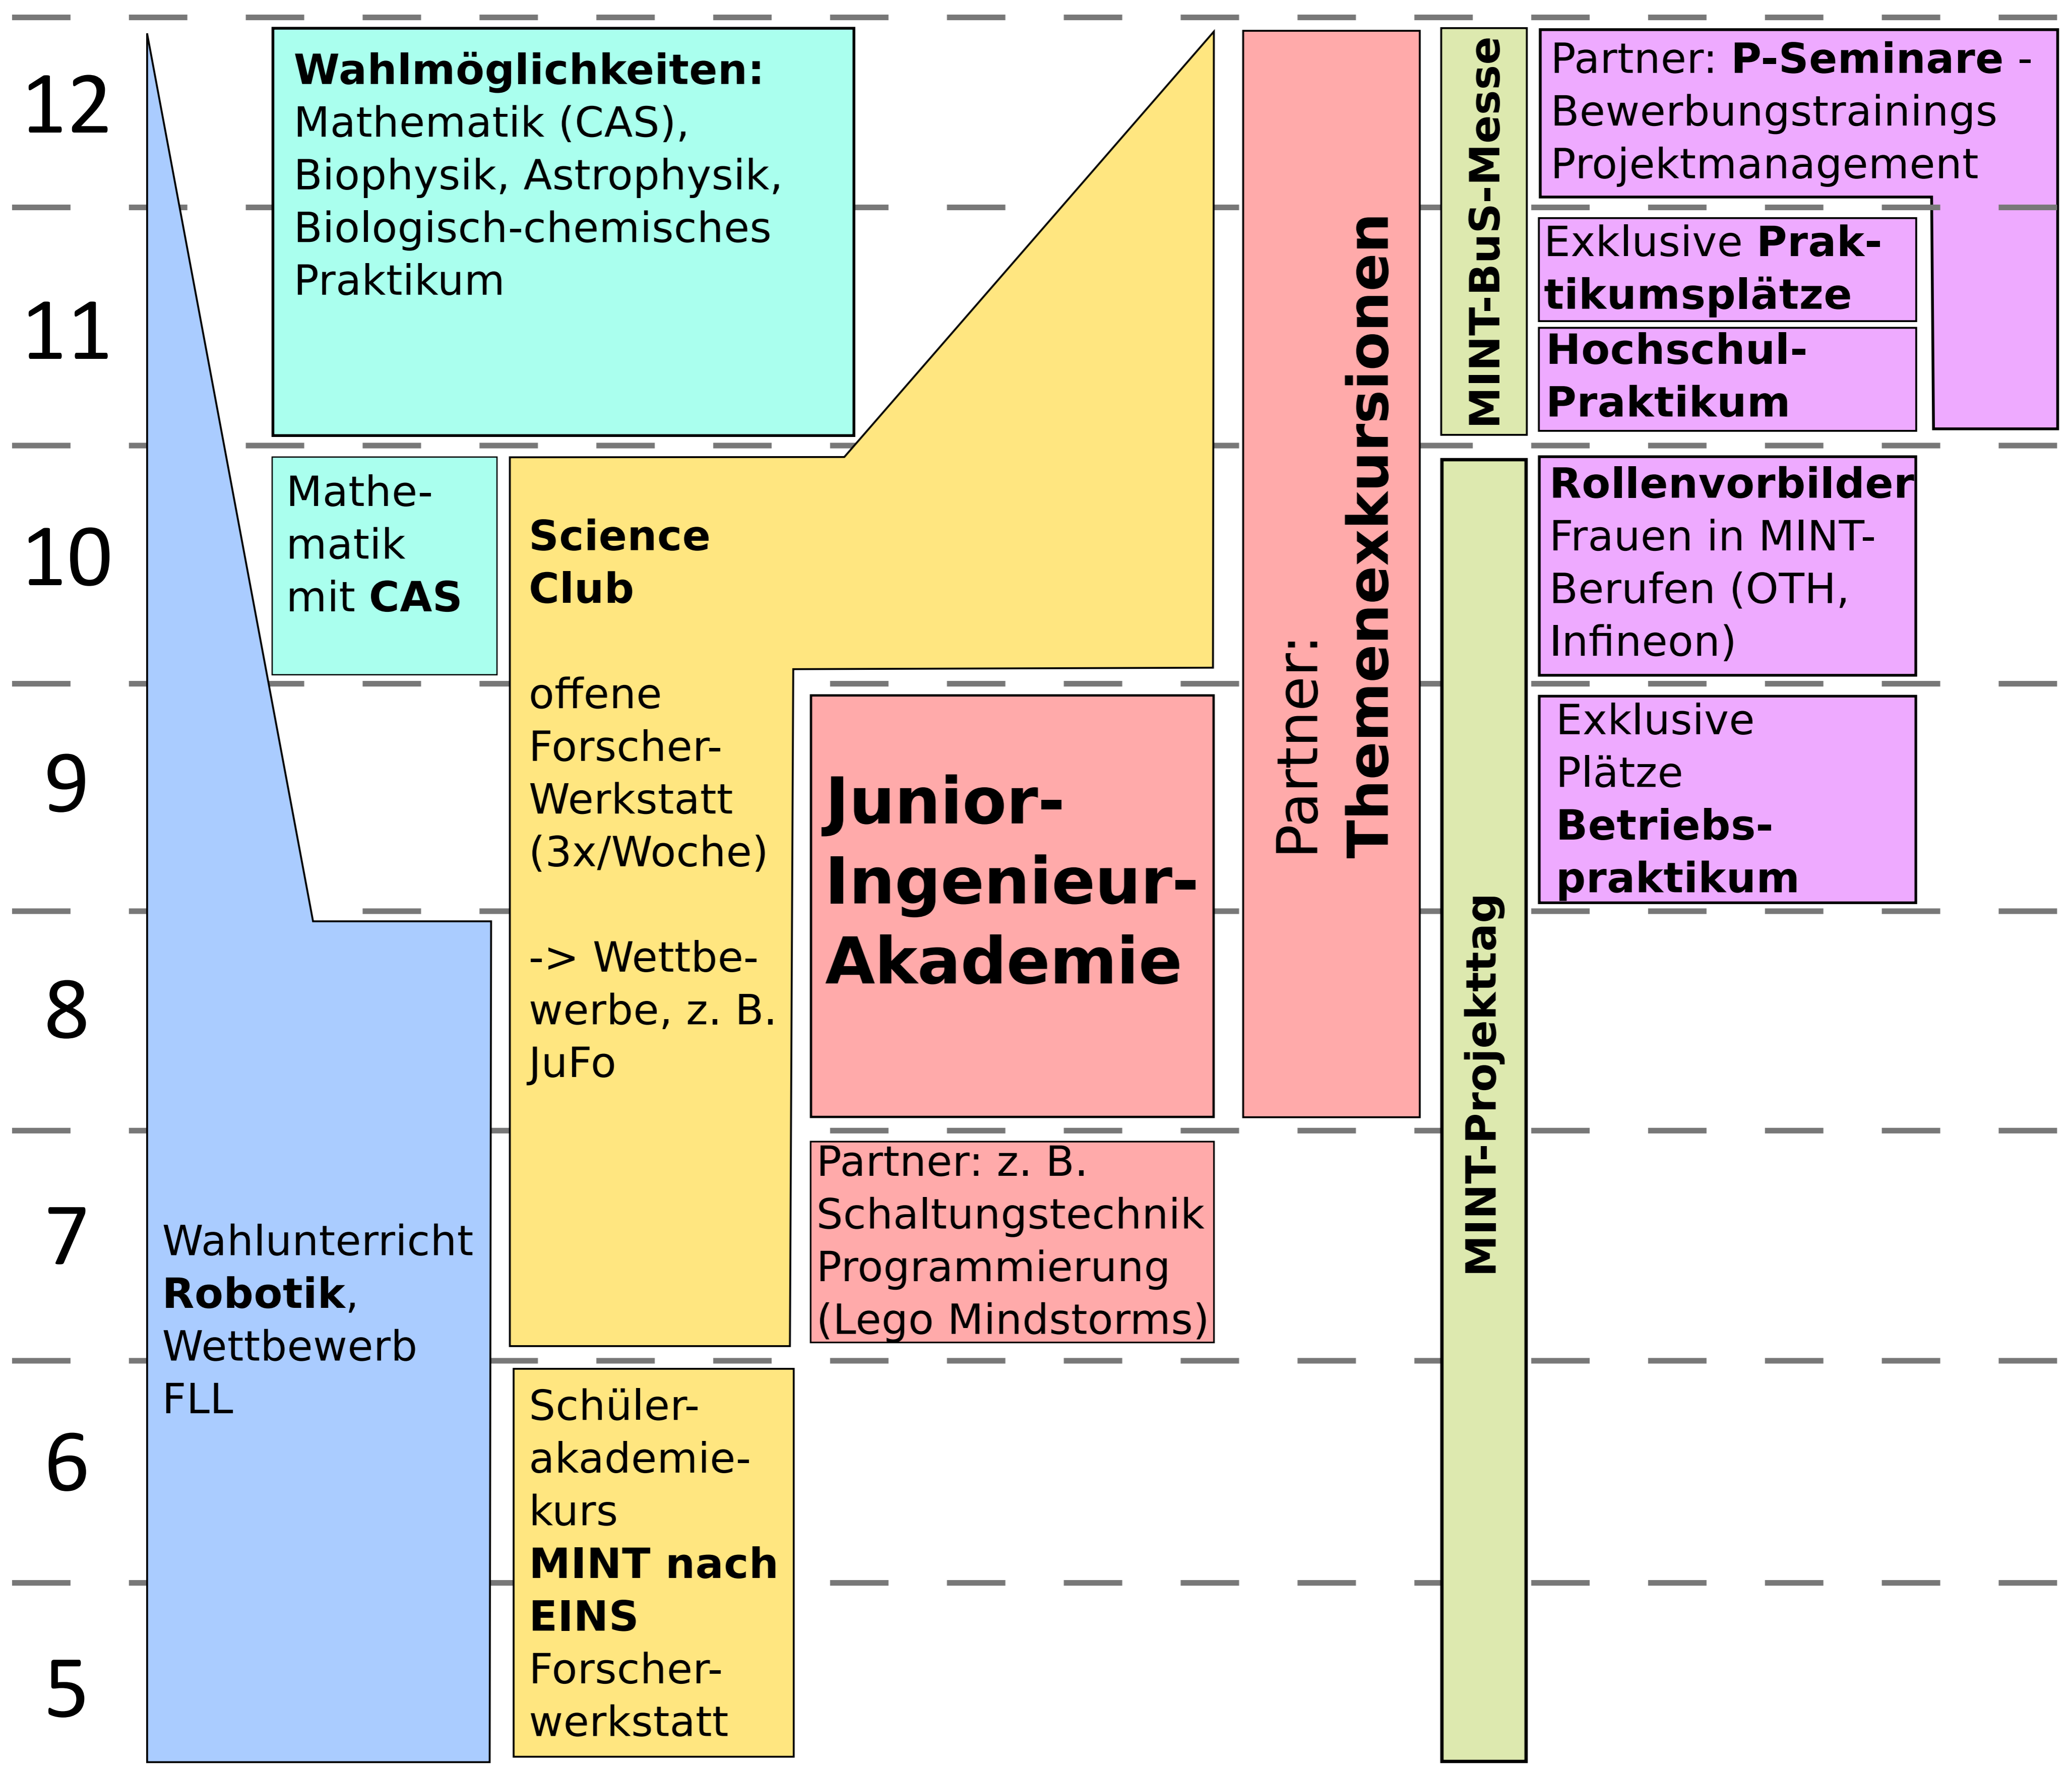 12
11
10
9
8
7
6
5
Wahlunterricht
Robotik,
Wettbewerb
FLL
Wahlmöglichkeiten:
Mathematik (CAS),
Biophysik, Astrophysik,
Biologisch-chemisches
Praktikum
Mathe-
matik
mit CAS
Science
Club
offene
Forscher-
Werkstatt
(3x/Woche)
-> Wettbe-
werbe, z. B.
JuFo
Schüler-
akademie-
kurs
MINT nach
EINS
Forscher-
werkstatt
Junior-
Ingenieur-
Akademie
Partner: z. B.
Schaltungstechnik
Programmierung
(Lego Mindstorms)
Partner:
Themenexkursionen
MINT-BuS-Messe
MINT-Projekttag
Partner: P-Seminare -
Bewerbungstrainings
Projektmanagement
Exklusive Prak-
tikumsplätze
Hochschul-
Praktikum
Rollenvorbilder
Frauen in MINT-
Berufen (OTH,
Infineon)
Exklusive
Plätze
Betriebs-
praktikum